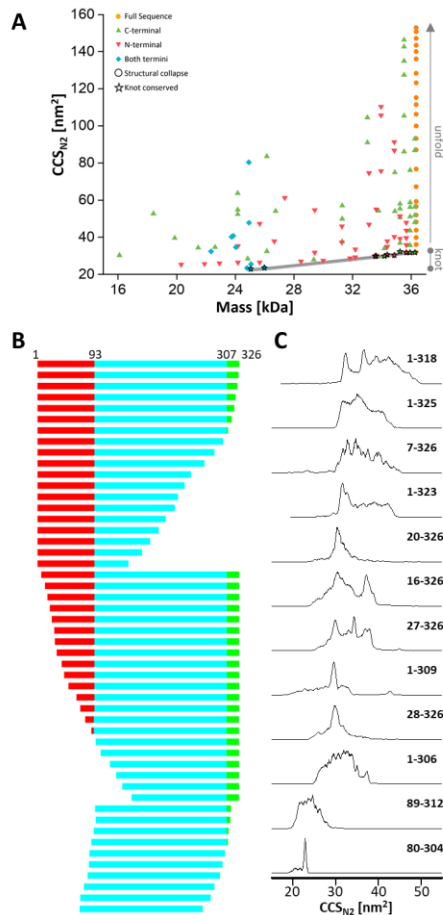 A
160
140
120
100
80
60
40
20
CCSN2 [nm²]
Full Sequence
C-terminal
N-terminal
Both termini
Structural collapse
Knot conserved
unfold
knot
16 20 24 28 32 36
Mass [kDa]
B
1 93 307 326
C
1-318
1-325
7-326
1-323
20-326
16-326
27-326
1-309
28-326
1-306
89-312
80-304
20 30 40 50
CCSN2 [nm²]